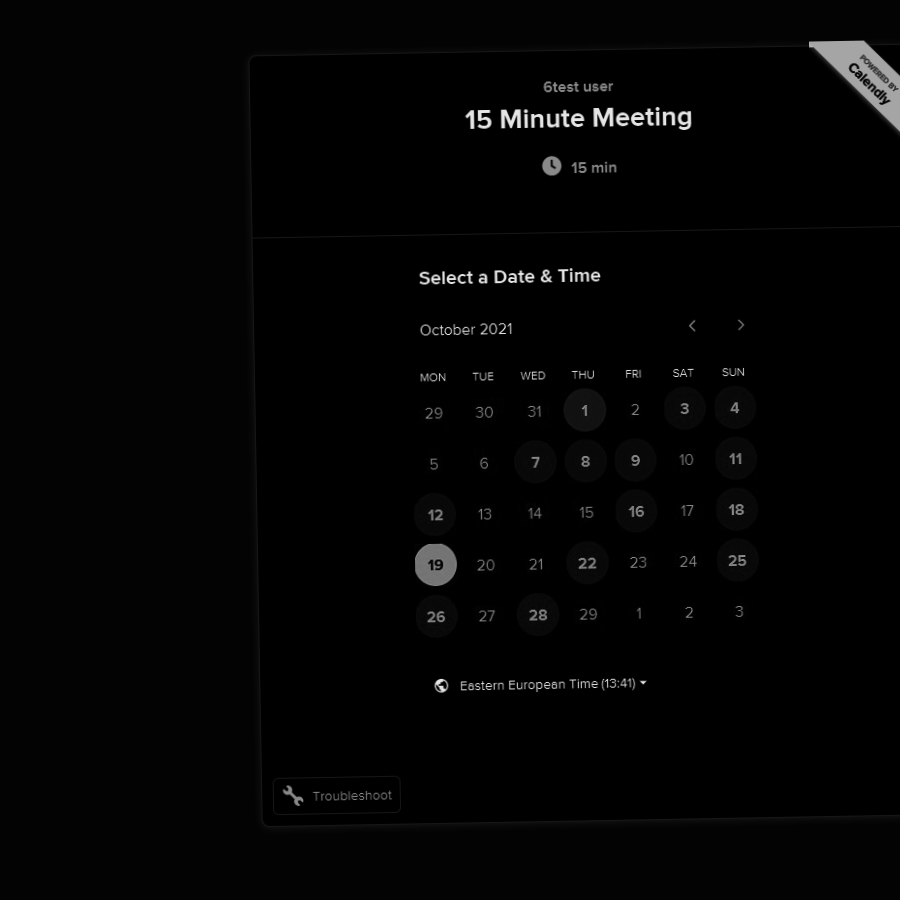 POWERED BY
Calendly
6test user
15 Minute Meeting
15 min
Select a Date & Time
October 2021
MON TUE WED THU FRI SAT SUN
29 30 31 1 2 3 4
5 6 7 8 9 10 11
12 13 14 15 16 17 18
19 20 21 22 23 24 25
26 27 28 29 1 2 3
Eastern European Time (13:41)
Troubleshoot